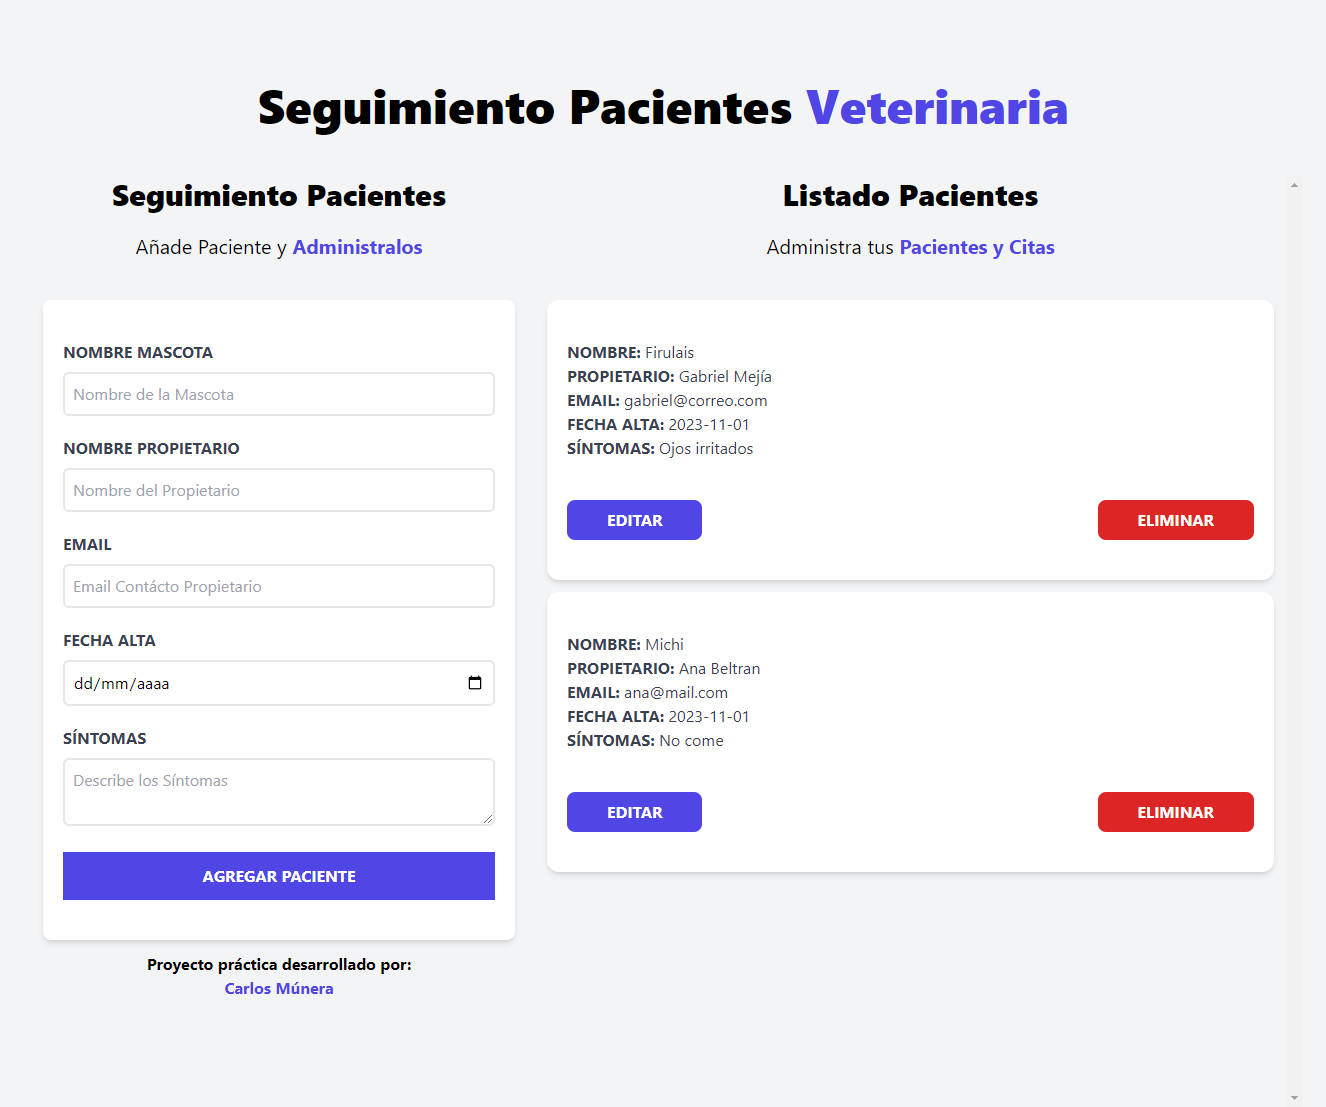 Seguimiento Pacientes Veterinaria
Seguimiento Pacientes
Añade Paciente y Administralos
NOMBRE MASCOTA
Nombre de la Mascota
NOMBRE PROPIETARIO
Nombre del Propietario
EMAIL
Email Contácto Propietario
FECHA ALTA
dd/mm/aaaa
SÍNTOMAS
Describe los Síntomas
AGREGAR PACIENTE
Proyecto práctica desarrollado por:
Carlos Múnera
Listado Pacientes
Administra tus Pacientes y Citas
NOMBRE: Firulais
PROPIETARIO: Gabriel Mejía
EMAIL: gabriel@correo.com
FECHA ALTA: 2023-11-01
SÍNTOMAS: Ojos irritados
EDITAR ELIMINAR
NOMBRE: Michi
PROPIETARIO: Ana Beltran
EMAIL: ana@mail.com
FECHA ALTA: 2023-11-01
SÍNTOMAS: No come
EDITAR ELIMINAR